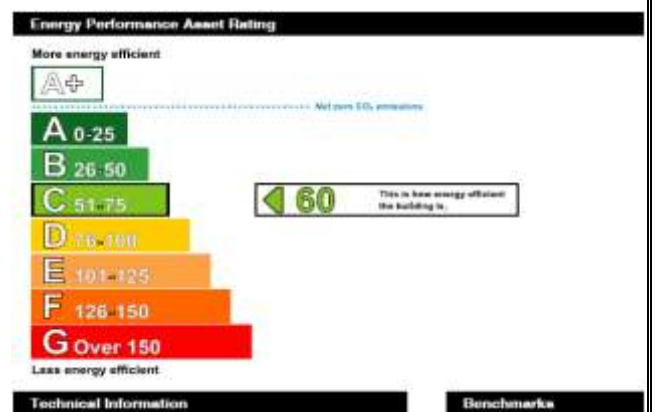 Energy Performance Asset Rating
More energy efficient
A+
Net zero CO₂ emissions
A 0-25
B 26-50
C 51-75
60 This is how energy efficient
the building is.
D 76-100
E 101-125
F 126-150
G Over 150
Less energy efficient
Technical Information Benchmarks